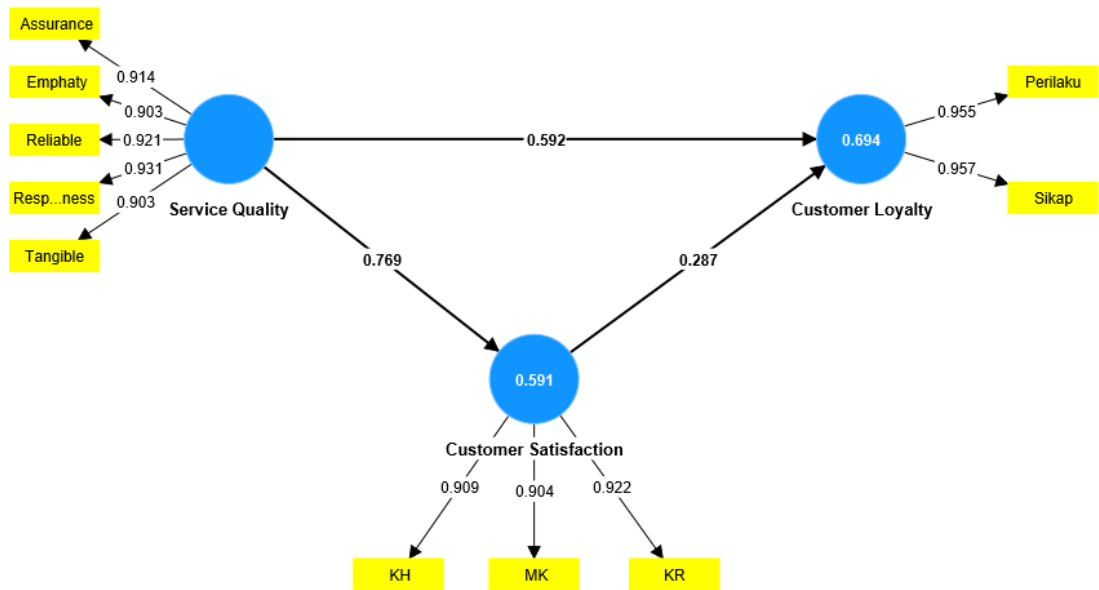 Assurance
0.914
Emphaty
0.903
Reliable
0.921
Resp...ness
0.931
Tangible
0.903
Service Quality
0.592
0.694
Customer Loyalty
0.955
Perilaku
0.957
Sikap
0.769
0.287
0.591
Customer Satisfaction
0.909
0.904
0.922
KH
MK
KR